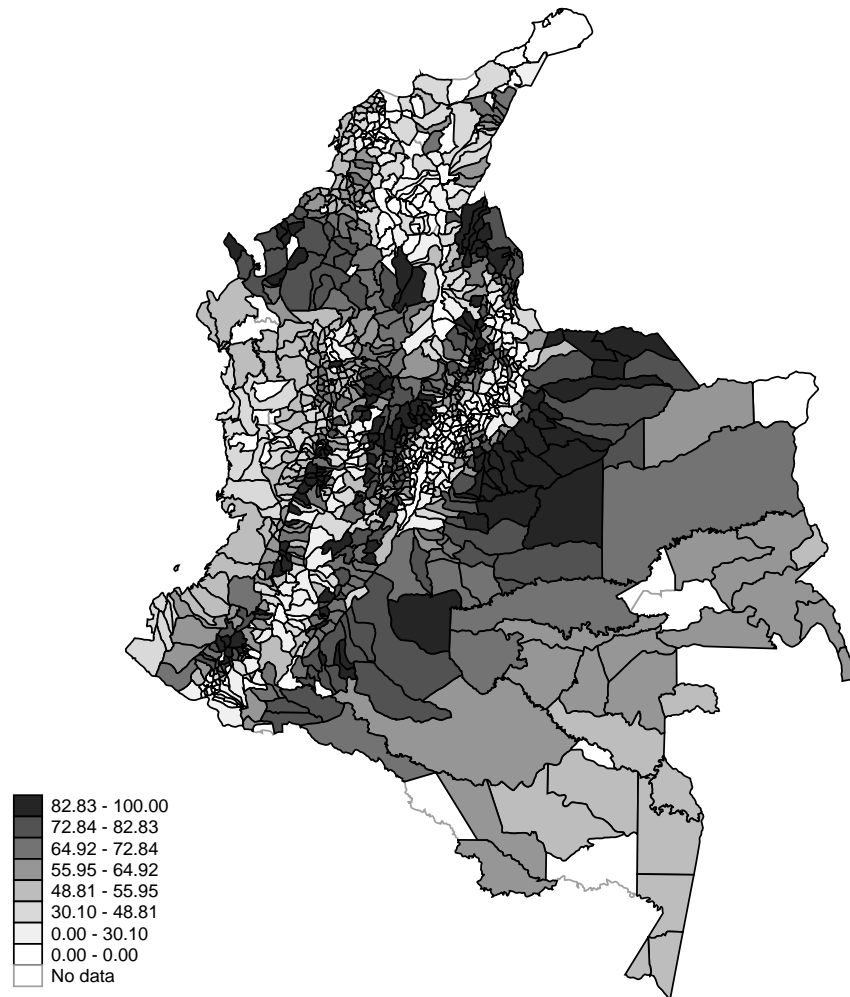 82.83 - 100.00
72.84 - 82.83
64.92 - 72.84
55.95 - 64.92
48.81 - 55.95
30.10 - 48.81
0.00 - 30.10
0.00 - 0.00
No data